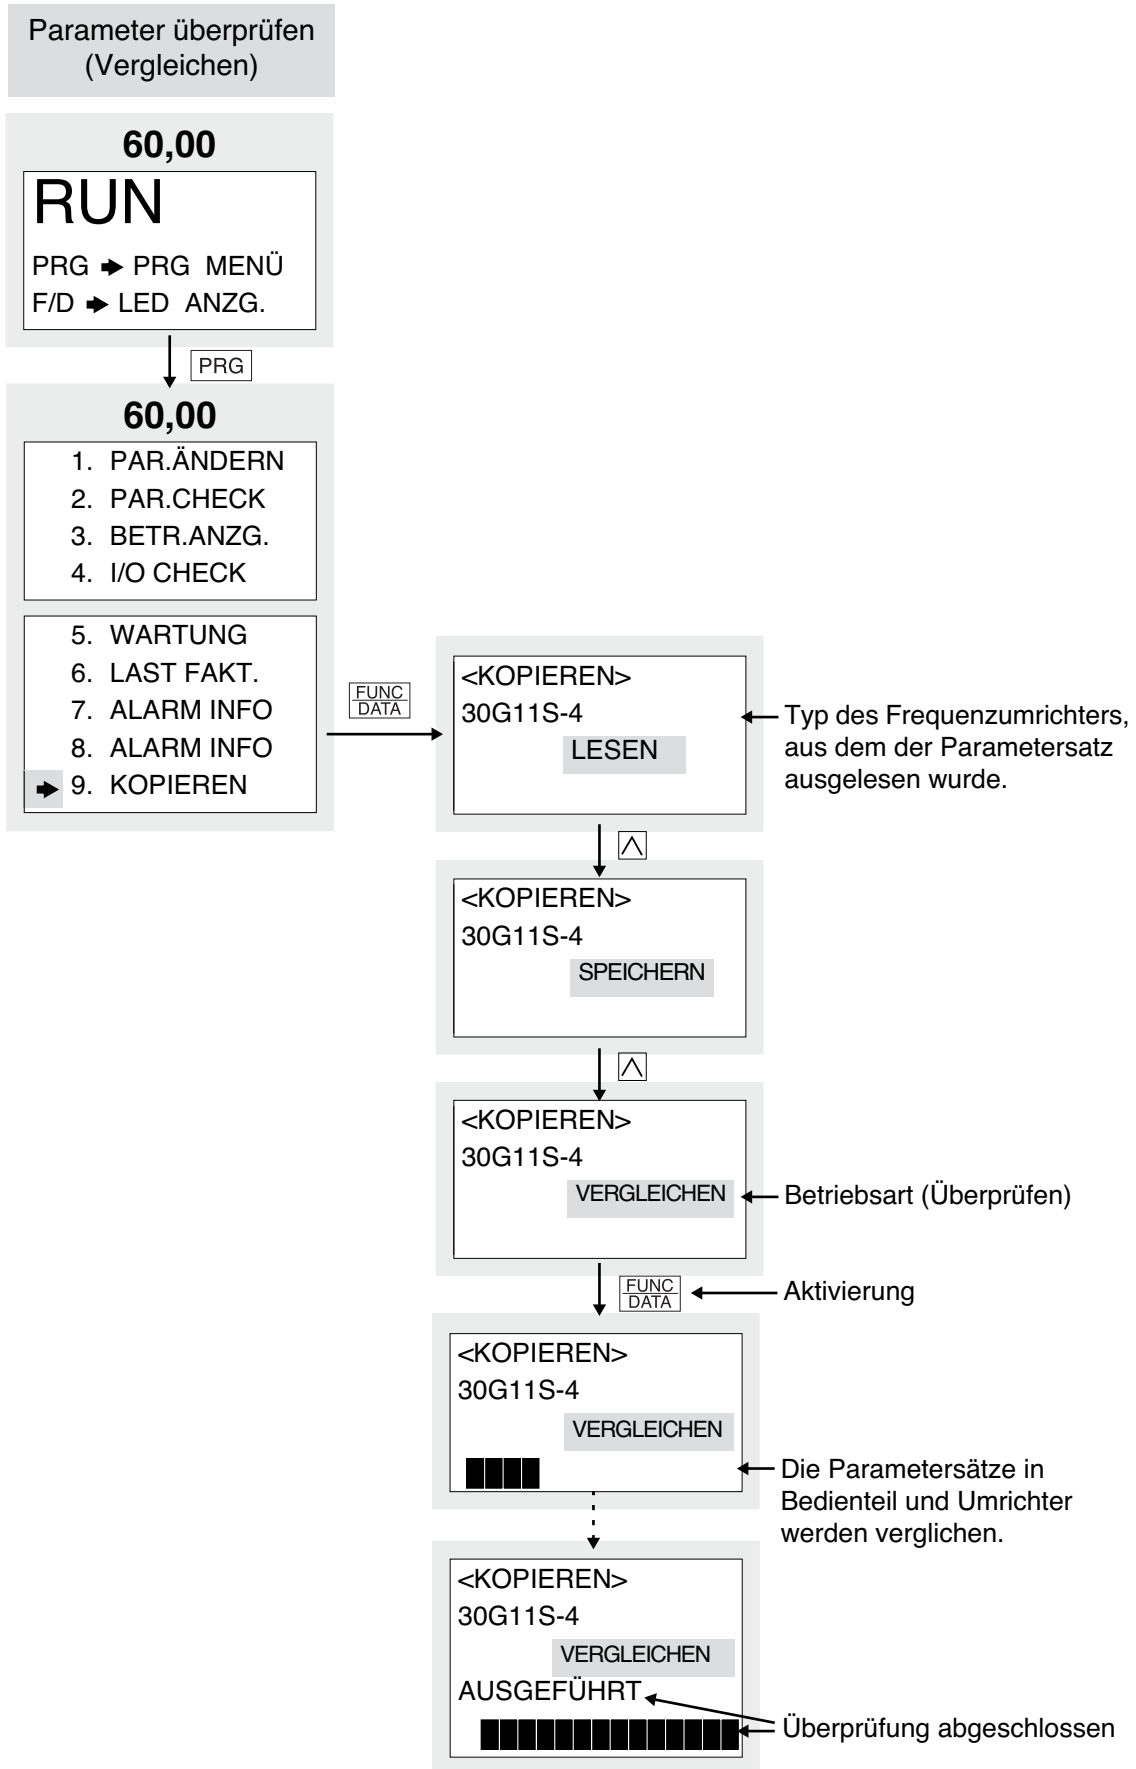 Parameter überprüfen
(Vergleichen)
60,00
RUN
PRG ➧ PRG MENÜ
F/D ➧ LED ANZG.
PRG
60,00
1. PAR.ÄNDERN
2. PAR.CHECK
3. BETR.ANZG.
4. I/O CHECK
5. WARTUNG
6. LAST FAKT.
7. ALARM INFO
8. ALARM INFO
➧ 9. KOPIEREN
FUNC
DATA
<KOPIEREN>
30G11S-4
LESEN
Typ des Frequenzumrichters,
aus dem der Parametersatz
ausgelesen wurde.
<KOPIEREN>
30G11S-4
SPEICHERN
<KOPIEREN>
30G11S-4
VERGLEICHEN
Betriebsart (Überprüfen)
FUNC
DATA
Aktivierung
<KOPIEREN>
30G11S-4
VERGLEICHEN
Die Parametersätze in
Bedienteil und Umrichter
werden verglichen.
<KOPIEREN>
30G11S-4
VERGLEICHEN
AUSGEFÜHRT
Überprüfung abgeschlossen